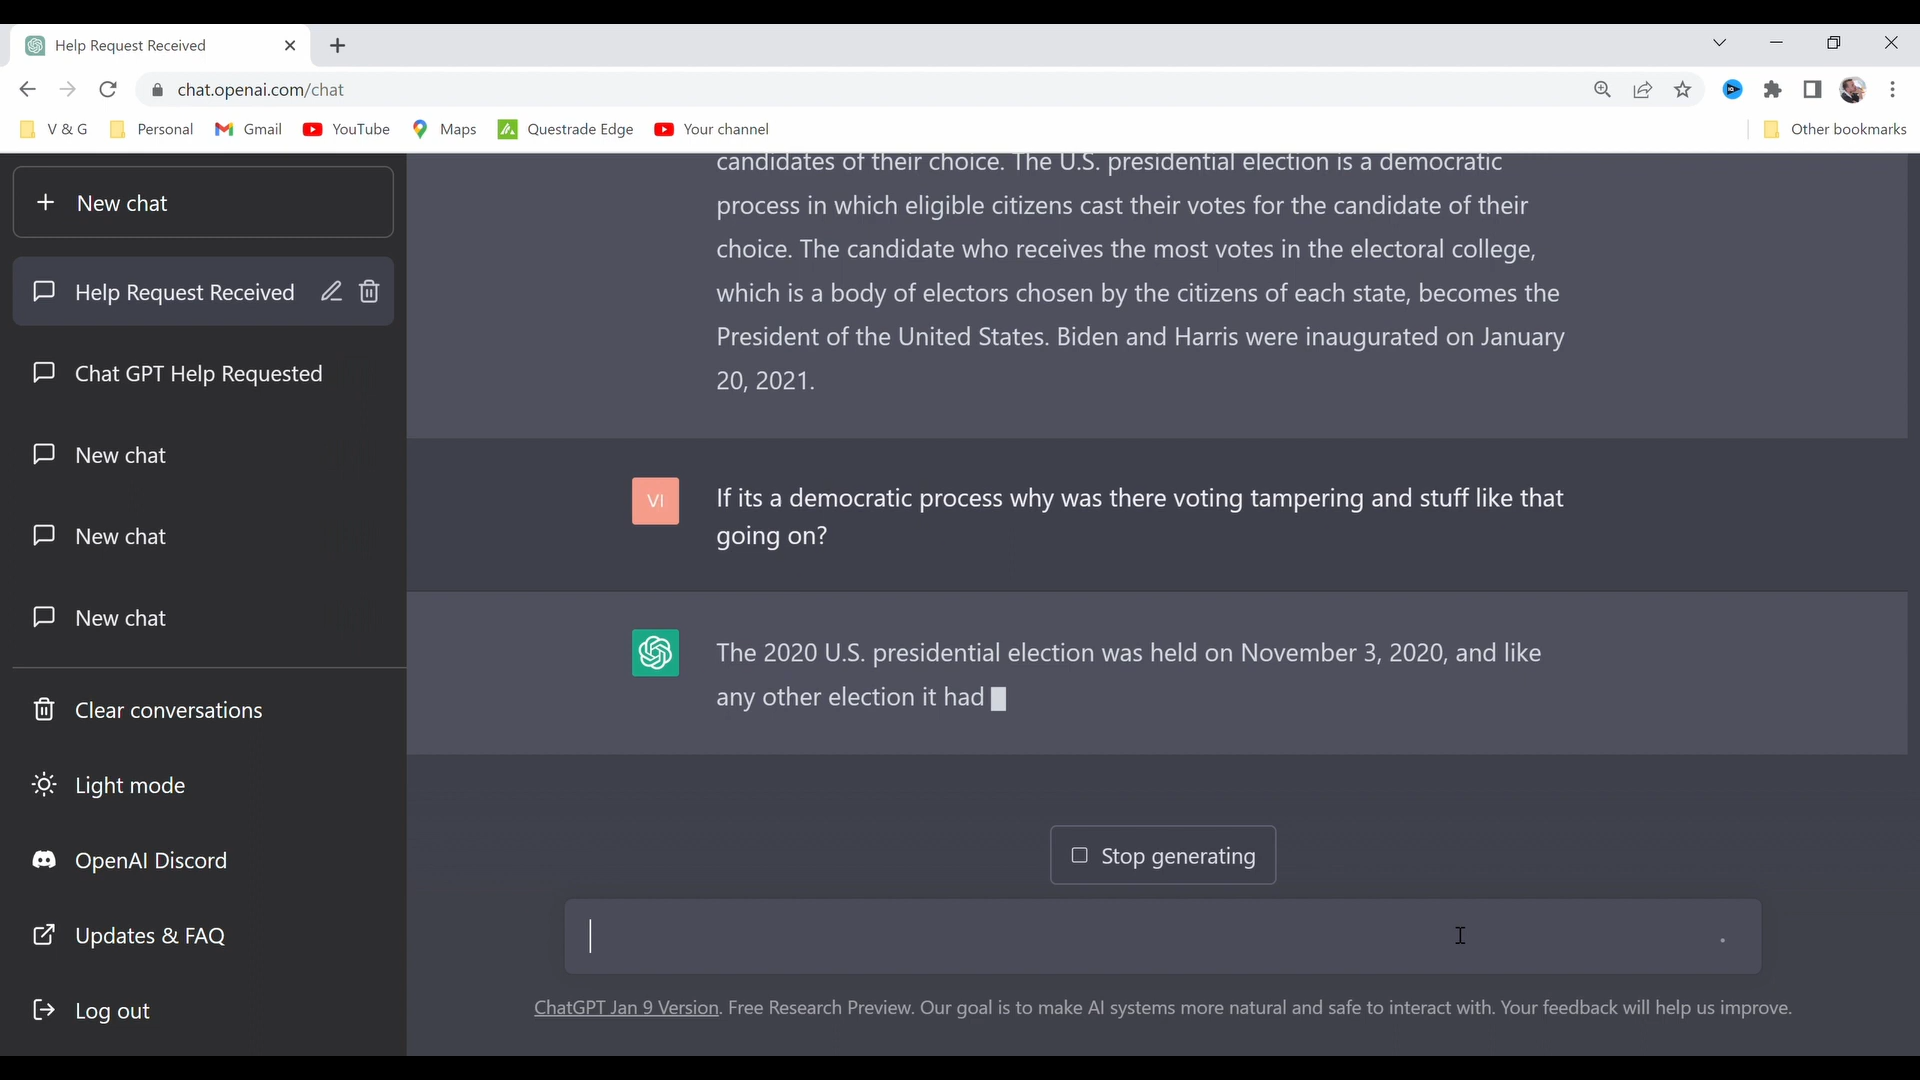 Help Request Received
chat.openai.com/chat
V & G
Personal
Gmail
YouTube
Maps
Questrade Edge
Your channel
Other bookmarks
New chat
Help Request Received
Chat GPT Help Requested
New chat
New chat
New chat
Clear conversations
Light mode
OpenAI Discord
Updates & FAQ
Log out
candidates of their choice. The U.S. presidential election is a democratic
process in which eligible citizens cast their votes for the candidate of their
choice. The candidate who receives the most votes in the electoral college,
which is a body of electors chosen by the citizens of each state, becomes the
President of the United States. Biden and Harris were inaugurated on January
20, 2021.
VI
If its a democratic process why was there voting tampering and stuff like that
going on?
The 2020 U.S. presidential election was held on November 3, 2020, and like
any other election it had
Stop generating
ChatGPT Jan 9 Version. Free Research Preview. Our goal is to make AI systems more natural and safe to interact with. Your feedback will help us improve.